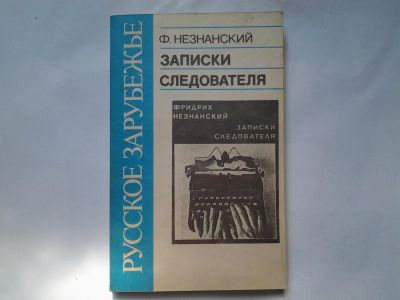 РУССКОЕ ЗАРУБЕЖЬЕ
Ф. НЕЗНАНСКИЙ
ЗАПИСКИ
СЛЕДОВАТЕЛЯ
ФРИДРИХ
НЕЗНАНСКИЙ
ЗАПИСКИ
СЛЕДОВАТЕЛЯ